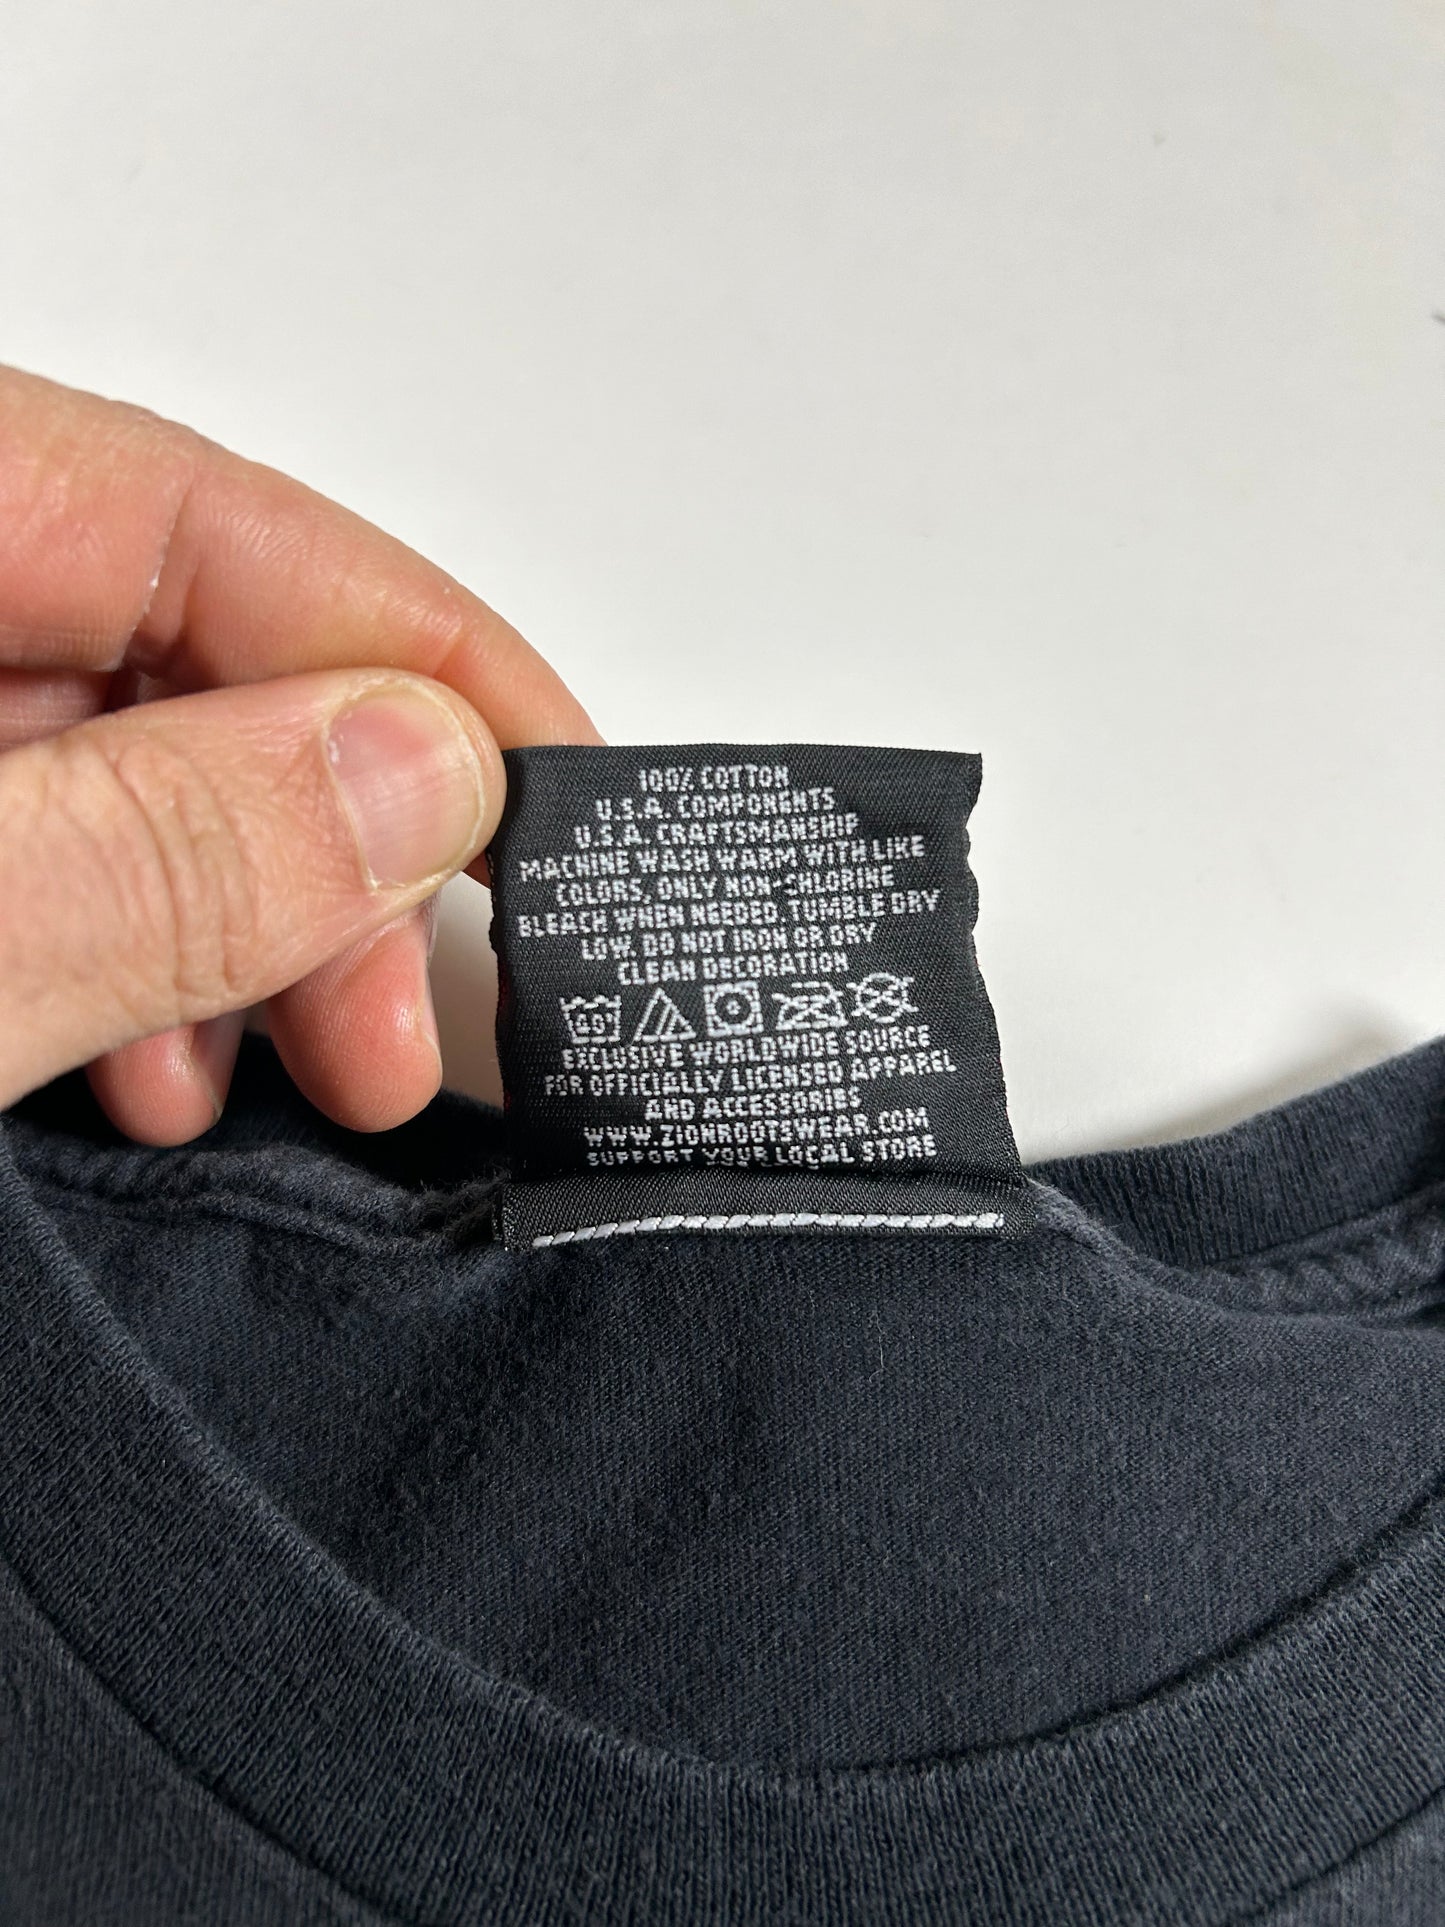 100% COTTON
U.S.A. COMPONENTS
U.S.A. CRAFTSMANSHIP
MACHINE WASH WARM WITH LIKE
COLORS, ONLY NON-CHLORINE
BLEACH WHEN NEEDED, TUMBLE DRY
LOW. DO NOT IRON OR DRY
CLEAN DECORATION
40°
EXCLUSIVE WORLDWIDE SOURCE
FOR OFFICIALLY LICENSED APPAREL
AND ACCESSORIES
WWW.ZIONROOTSWEAR.COM
SUPPORT YOUR LOCAL STORE